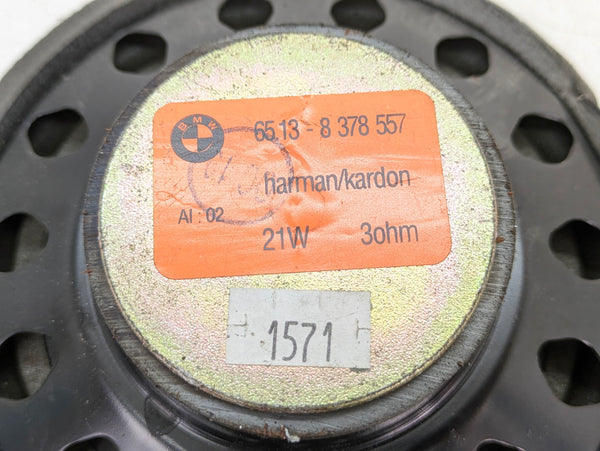 BMW
65.13 - 8 378 557
harman/kardon
AI : 02
21W 3ohm
1571